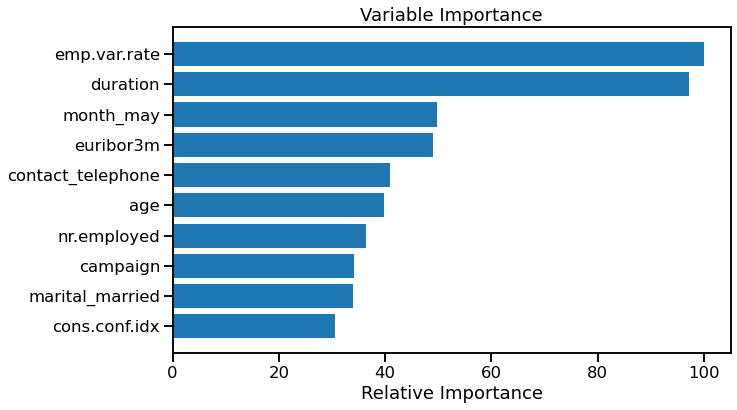 Variable Importance
emp.var.rate
duration
month_may
euribor3m
contact_telephone
age
nr.employed
campaign
marital_married
cons.conf.idx
0 20 40 60 80 100
Relative Importance